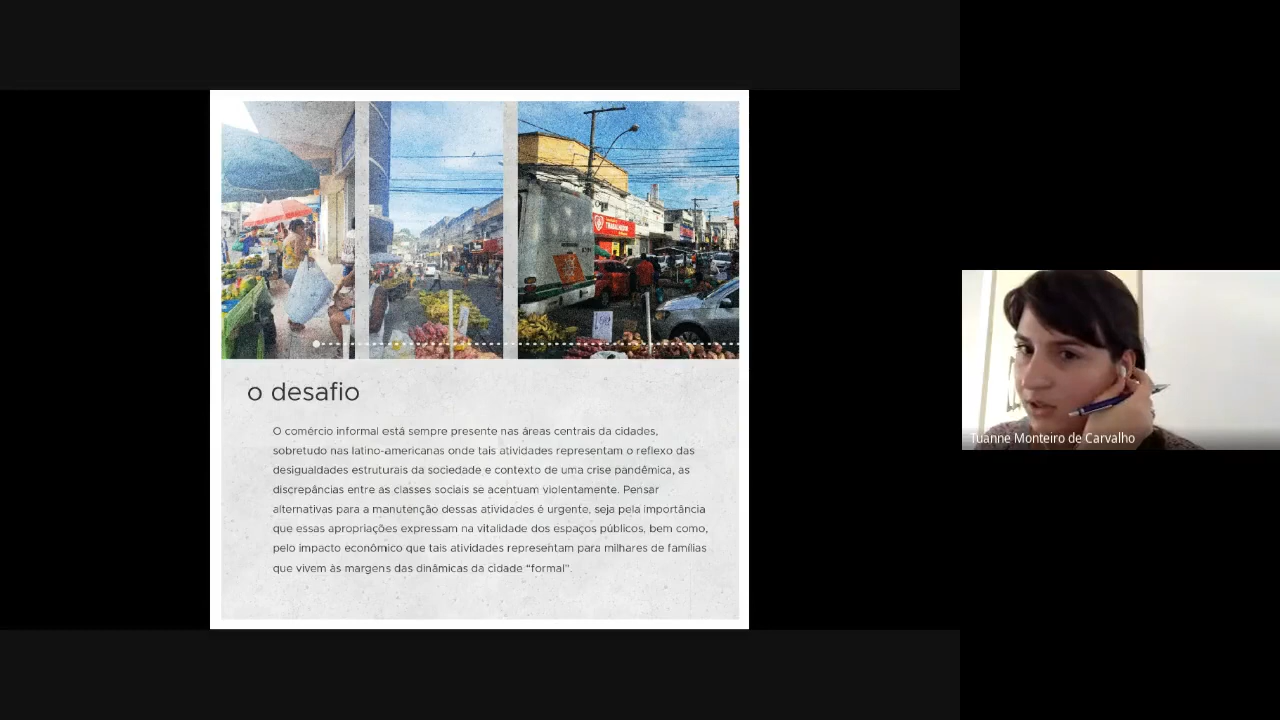 TRABALHADOR
o desafio
O comércio informal está sempre presente nas áreas centrais da cidades,
sobretudo nas latino-americanas onde tais atividades representam o reflexo das
desigualdades estruturais da sociedade e contexto de uma crise pandêmica, as
discrepâncias entre as classes sociais se acentuam violentamente. Pensar
alternativas para a manutenção dessas atividades é urgente, seja pela importância
que essas apropriações expressam na vitalidade dos espaços públicos, bem como,
pelo impacto econômico que tais atividades representam para milhares de famílias
que vivem às margens das dinâmicas da cidade "formal".
Tuanne Monteiro de Carvalho